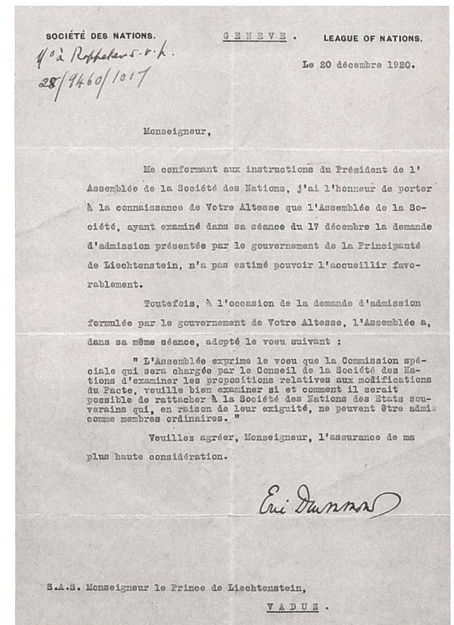 SOCIÉTÉ DES NATIONS.
GENEVE.
LEAGUE OF NATIONS.
à Rappeler s.v.p.
28/9460/1017
Le 20 décembre 1920.
Monseigneur,
Me conformant aux instructions du Président de l'
Assemblée de la Société des Nations, j'ai l'honneur de porter
à la connaissance de Votre Altesse que l'Assemblée de la So-
ciété, ayant examiné dans sa séance du 17 décembre la demande
d'admission présentée par le gouvernement de la Principauté
de Liechtenstein, n'a pas estimé pouvoir l'accueillir favo-
rablement.
Toutefois, à l'occasion de la demande d'admission
formulée par le gouvernement de Votre Altesse, l'Assemblée a,
dans sa même séance, adopté le voeu suivant :
" L'Assemblée exprime le voeu que la Commission spé-
ciale qui sera chargée par le Conseil de la Société des Na-
tions d'examiner les propositions relatives aux modifications
du Pacte, veuille bien examiner si et comment il serait
possible de rattacher à la Société des Nations des Etats sou-
verains qui, en raison de leur exiguité, ne peuvent être admis
comme membres ordinaires. "
Veuillez agréer, Monseigneur, l'assurance de ma
plus haute considération.
Eric Drummond
S.A.S. Monseigneur le Prince de Liechtenstein,
VADUZ.